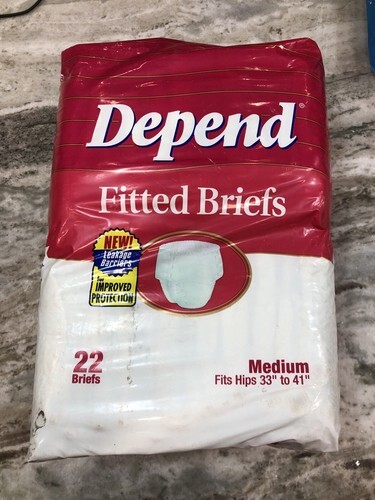 Depend®
Fitted Briefs
NEW!
Leakage
Barriers
For
IMPROVED
PROTECTION
22
Briefs
Medium
Fits Hips 33" to 41"